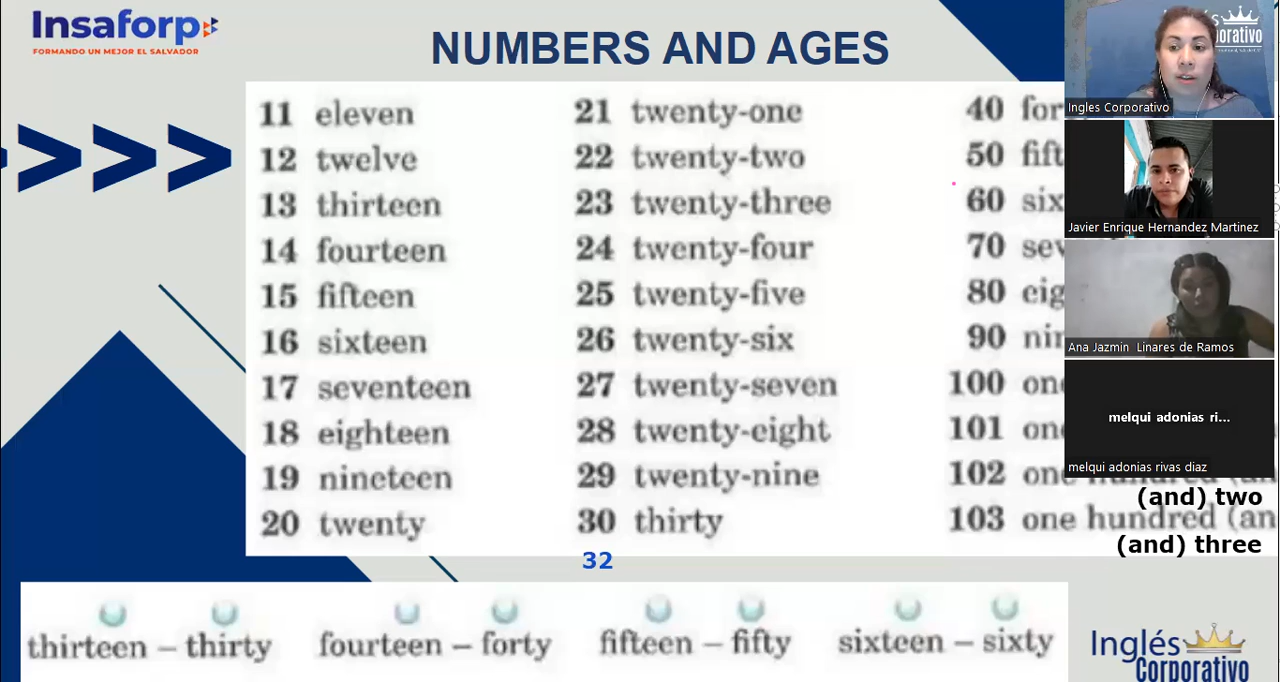 Insaforp
FORMANDO UN MEJOR EL SALVADOR
NUMBERS AND AGES
11 eleven
12 twelve
13 thirteen
14 fourteen
15 fifteen
16 sixteen
17 seventeen
18 eighteen
19 nineteen
20 twenty
21 twenty-one
22 twenty-two
23 twenty-three
24 twenty-four
25 twenty-five
26 twenty-six
27 twenty-seven
28 twenty-eight
29 twenty-nine
30 thirty
32
40
50
60
70
80
90
100
101
102 one hundred
(and) two
103 one hundred
(and) three
thirteen – thirty
fourteen – forty
fifteen – fifty
sixteen – sixty
Ingles Corporativo
Javier Enrique Hernandez Martinez
Ana Jazmin Linares de Ramos
melqui adonias ri...
melqui adonias rivas diaz
Inglés
Corporativo